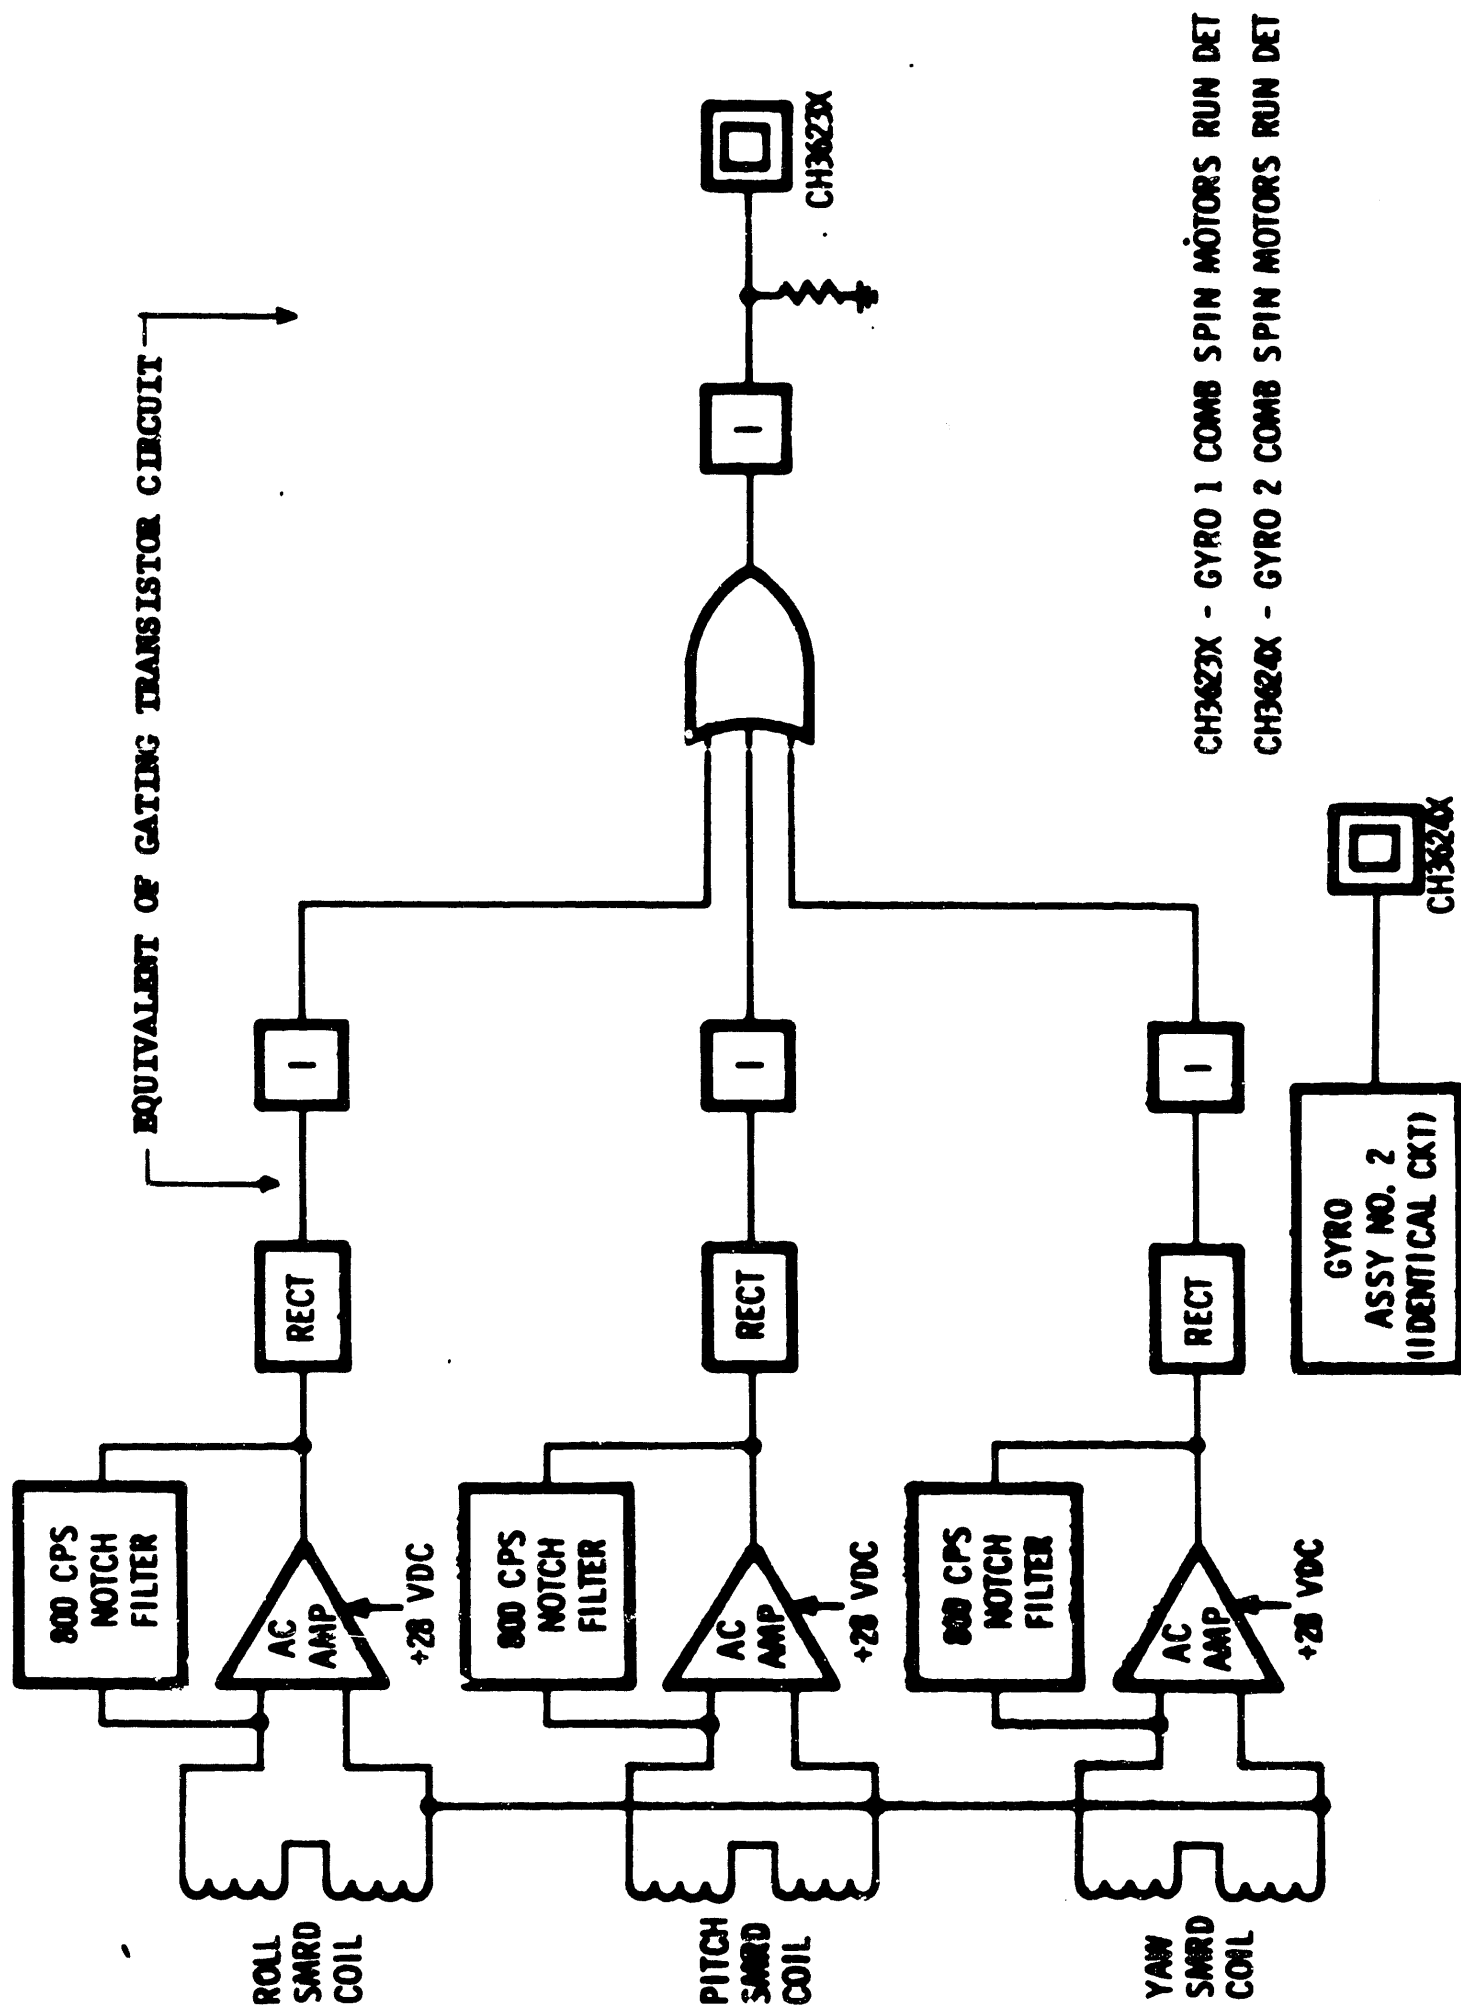 EQUIVALENT OF GATING TRANSISTOR CIRCUIT
800 CPS
NOTCH
FILTER
AC
AMP
+28 VDC
RECT
I
ROLL
SMRD
COIL
800 CPS
NOTCH
FILTER
AC
AMP
+28 VDC
RECT
I
I
CH3623X
PITCH
SMRD
COIL
800 CPS
NOTCH
FILTER
AC
AMP
+28 VDC
RECT
I
YAW
SMRD
COIL
GYRO
ASSY NO. 2
(IDENTICAL CKT)
CH3624X
CH3623X - GYRO 1 COMB SPIN MOTORS RUN DET
CH3624X - GYRO 2 COMB SPIN MOTORS RUN DET